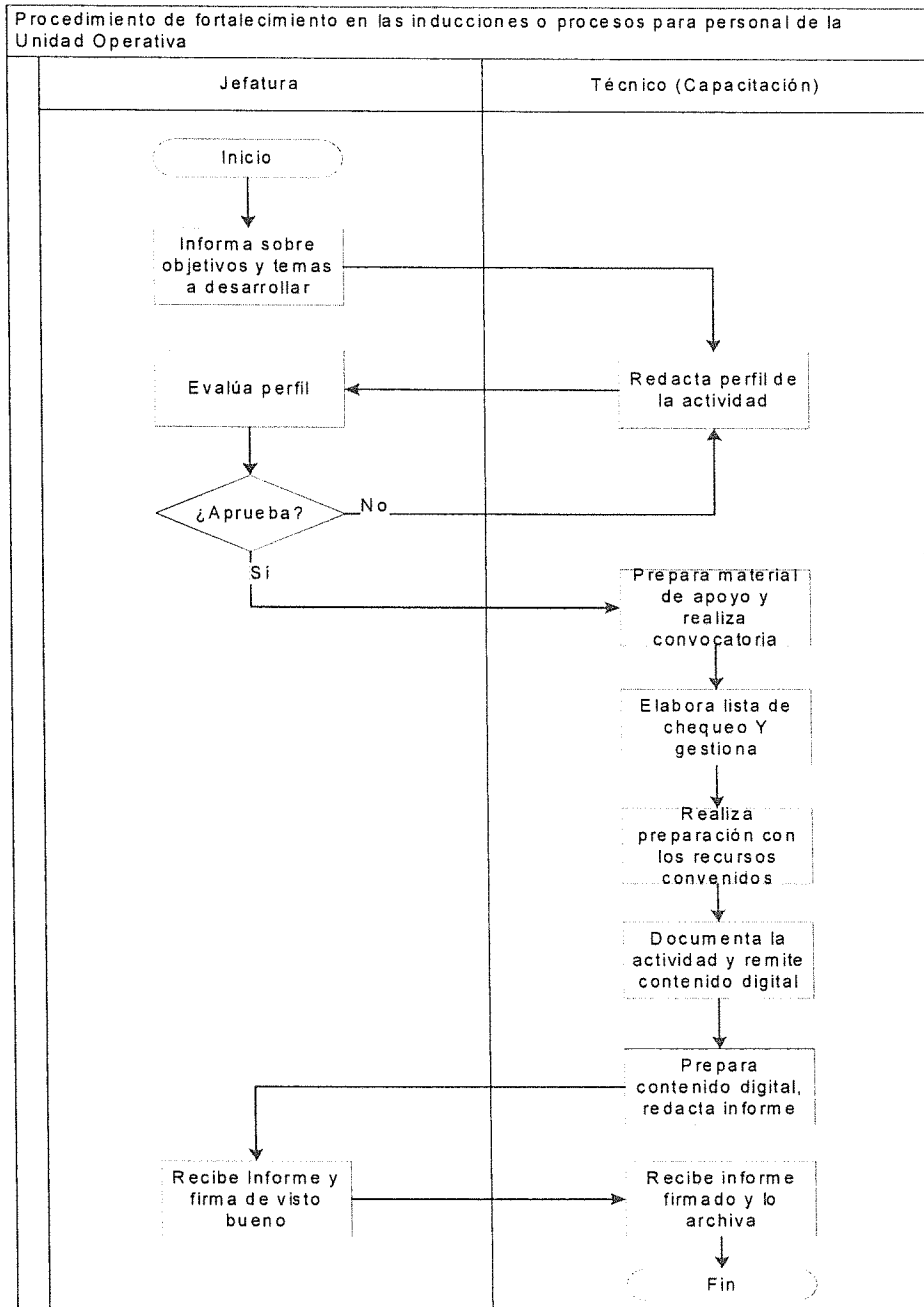 Procedimiento de fortalecimiento en las inducciones o procesos para personal de la
Unidad Operativa
Jefatura
Técnico (Capacitación)
Inicio
Informa sobre
objetivos y temas
a desarrollar
Redacta perfil de
la actividad
Evalúa perfil
¿Aprueba?
No
Sí
Prepara material
de apoyo y
realiza
convocatoria
Elabora lista de
chequeo Y
gestiona
Realiza
preparación con
los recursos
convenidos
Documenta la
actividad y remite
contenido digital
Prepara
contenido digital,
redacta informe
Recibe Informe y
firma de visto
bueno
Recibe informe
firmado y lo
archiva
Fin